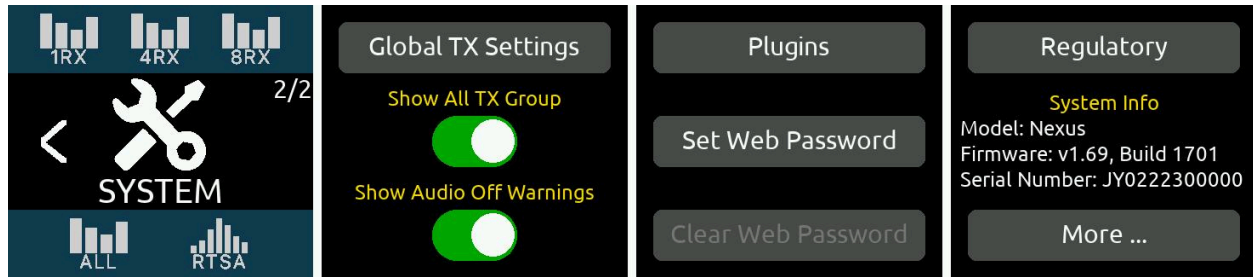 1RX 4RX 8RX
2/2
SYSTEM
ALL RTSA
Global TX Settings
Show All TX Group
Show Audio Off Warnings
Plugins
Set Web Password
Clear Web Password
Regulatory
System Info
Model: Nexus
Firmware: v1.69, Build 1701
Serial Number: JY0222300000
More ...